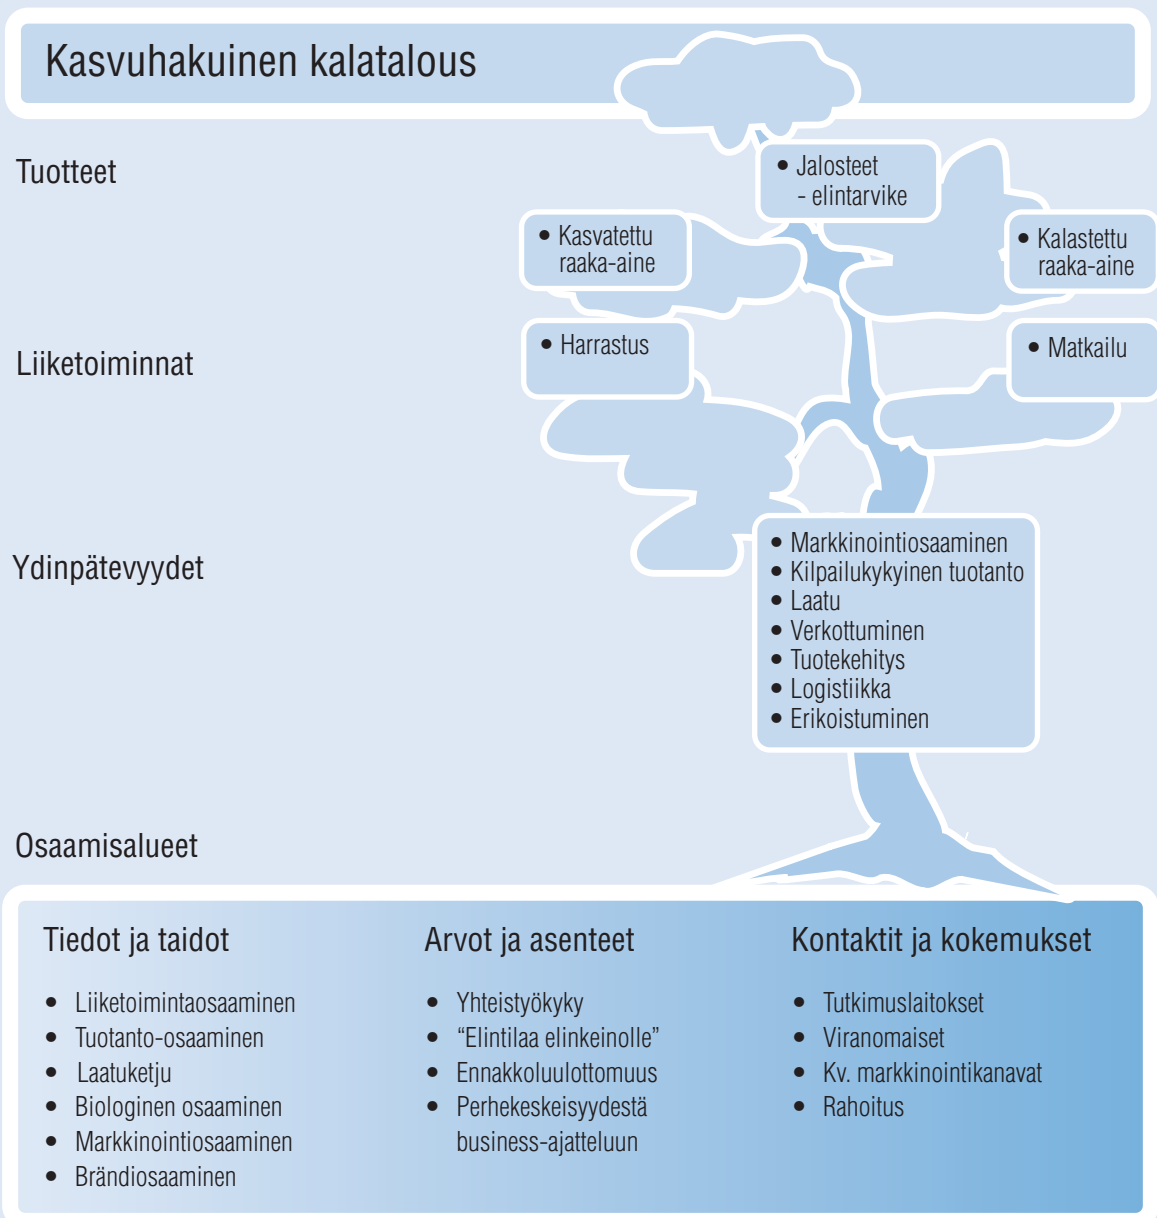 Kasvuhakuinen kalatalous
Tuotteet
• Jalosteet
- elintarvike
• Kasvatettu
raaka-aine
• Kalastettu
raaka-aine
Liiketoiminnat
• Harrastus
• Matkailu
Ydinpätevyydet
• Markkinointiosaaminen
• Kilpailukykyinen tuotanto
• Laatu
• Verkottuminen
• Tuotekehitys
• Logistiikka
• Erikoistuminen
Osaamisalueet
Tiedot ja taidot
• Liiketoimintaosaaminen
• Tuotanto-osaaminen
• Laatuketju
• Biologinen osaaminen
• Markkinointiosaaminen
• Brändiosaaminen
Arvot ja asenteet
• Yhteistyökyky
• “Elintilaa elinkeinolle”
• Ennakkoluulottomuus
• Perhekeskeisyydestä
business-ajatteluun
Kontaktit ja kokemukset
• Tutkimuslaitokset
• Viranomaiset
• Kv. markkinointikanavat
• Rahoitus